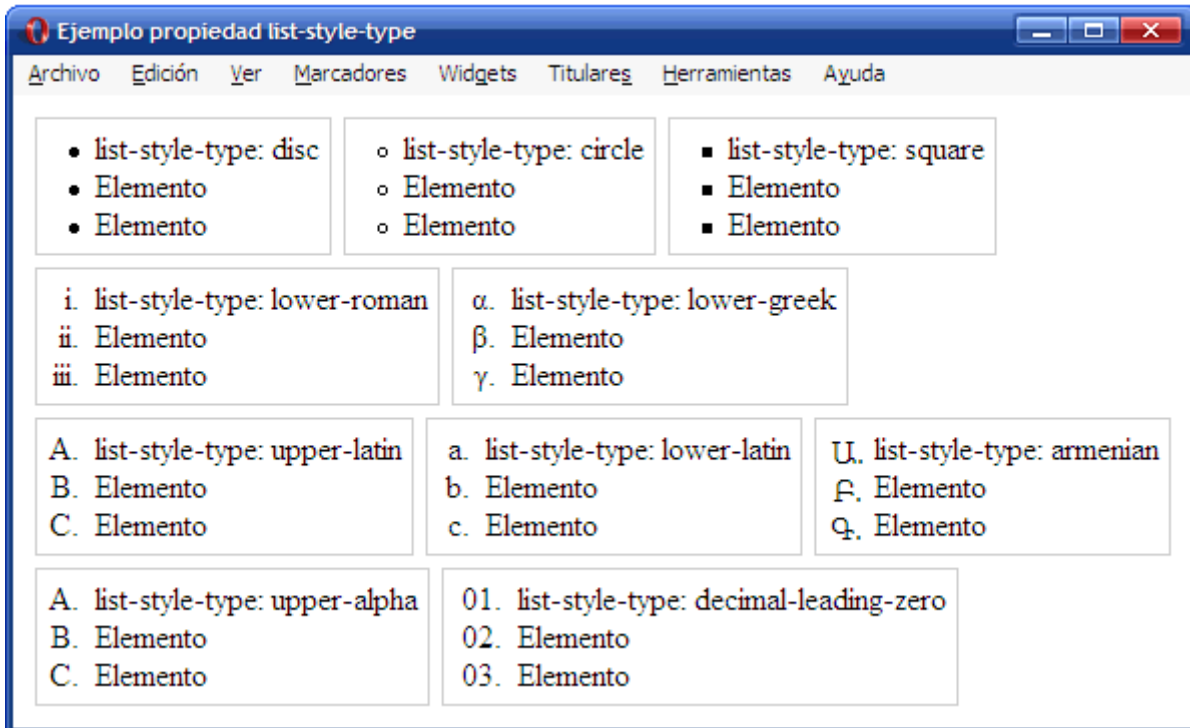 Ejemplo propiedad list-style-type
Archivo Edición Ver Marcadores Widgets Titulares Herramientas Ayuda
• list-style-type: disc
• Elemento
• Elemento
◦ list-style-type: circle
◦ Elemento
◦ Elemento
▪ list-style-type: square
▪ Elemento
▪ Elemento
i. list-style-type: lower-roman
ii. Elemento
iii. Elemento
α. list-style-type: lower-greek
β. Elemento
γ. Elemento
A. list-style-type: upper-latin
B. Elemento
C. Elemento
a. list-style-type: lower-latin
b. Elemento
c. Elemento
Ա. list-style-type: armenian
Բ. Elemento
Գ. Elemento
A. list-style-type: upper-alpha
B. Elemento
C. Elemento
01. list-style-type: decimal-leading-zero
02. Elemento
03. Elemento